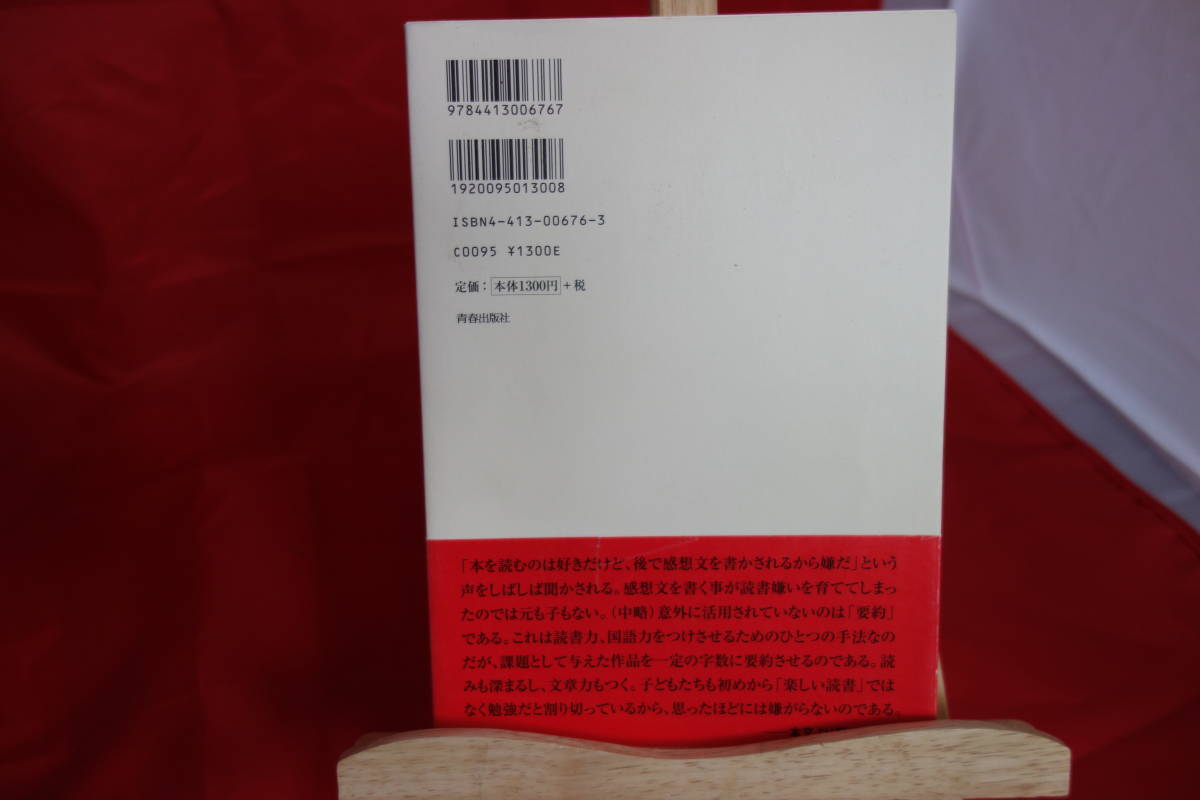 9784413006767
1920095013008
ISBN4-413-00676-3
C0095 ¥1300E
定価：本体1300円＋税
青春出版社
「本を読むのは好きだけど、後で感想文を書かされるから嫌だ」という
声をしばしば聞かされる。感想文を書く事が読書嫌いを育ててしまっ
たのでは元も子もない。（中略）意外に活用されていないのは「要約」
である。これは読書力、国語力をつけさせるためのひとつの手法なの
だが、課題として与えた作品を一定の字数に要約させるのである。読
みも深まるし、文章力もつく。子どもたちも初めから「楽しい読書」では
なく勉強だと割り切っているから、思ったほどには嫌がらないのである。